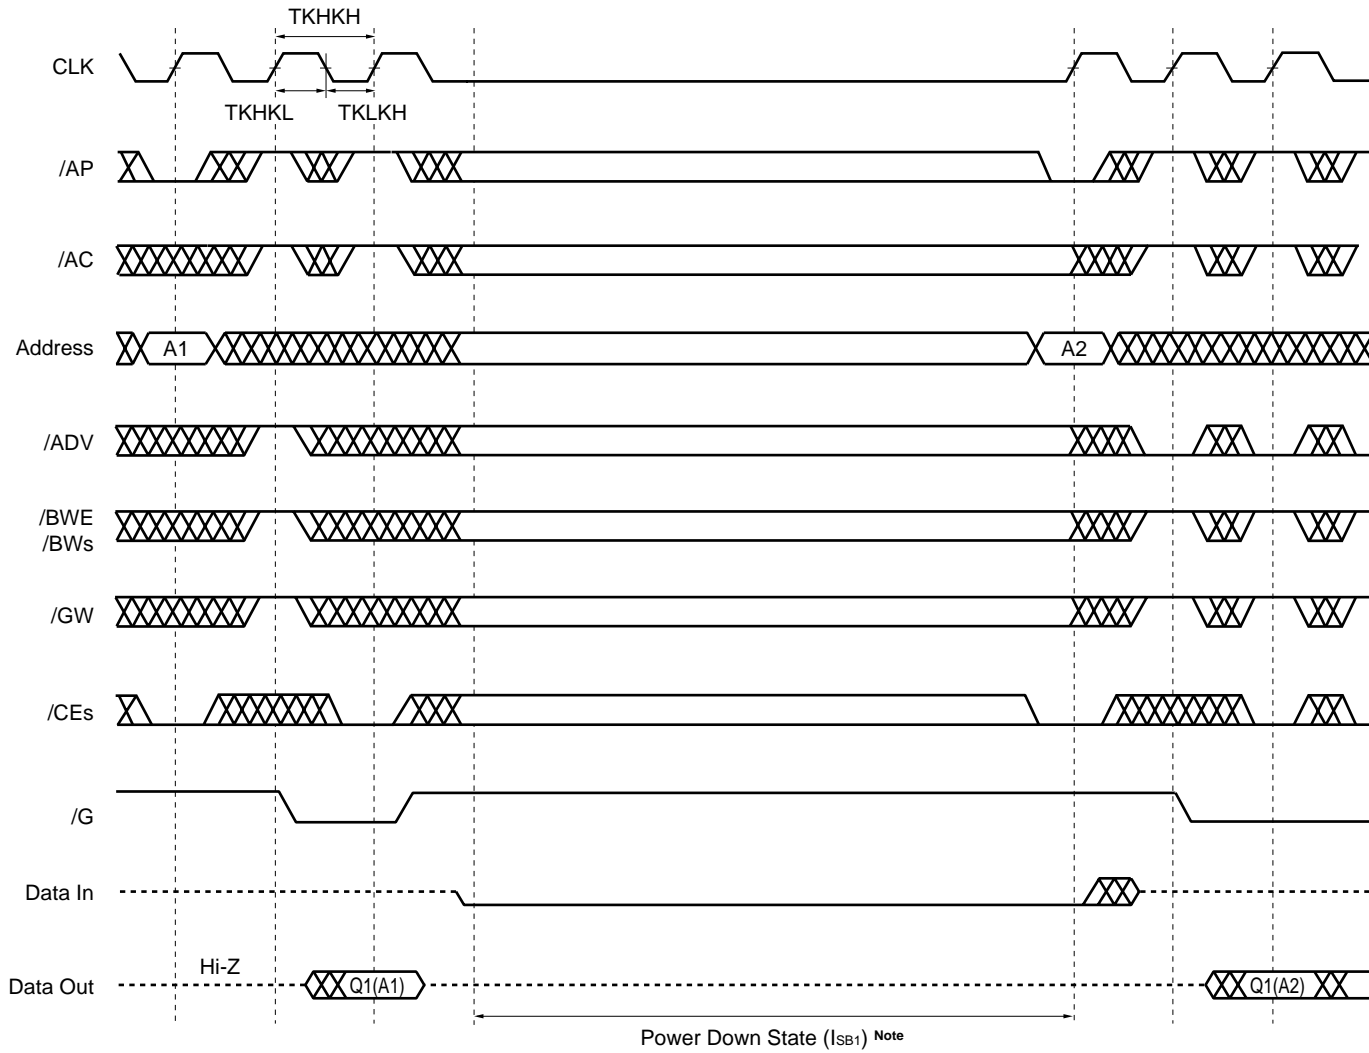 TKHKH
CLK
TKHKL
TKLKH
/AP
/AC
Address
A1
A2
/ADV
/BWE
/BWs
/GW
/CEs
/G
Data In
Hi-Z
Data Out
Q1(A1)
Q1(A2)
Power Down State (ISB1) Note